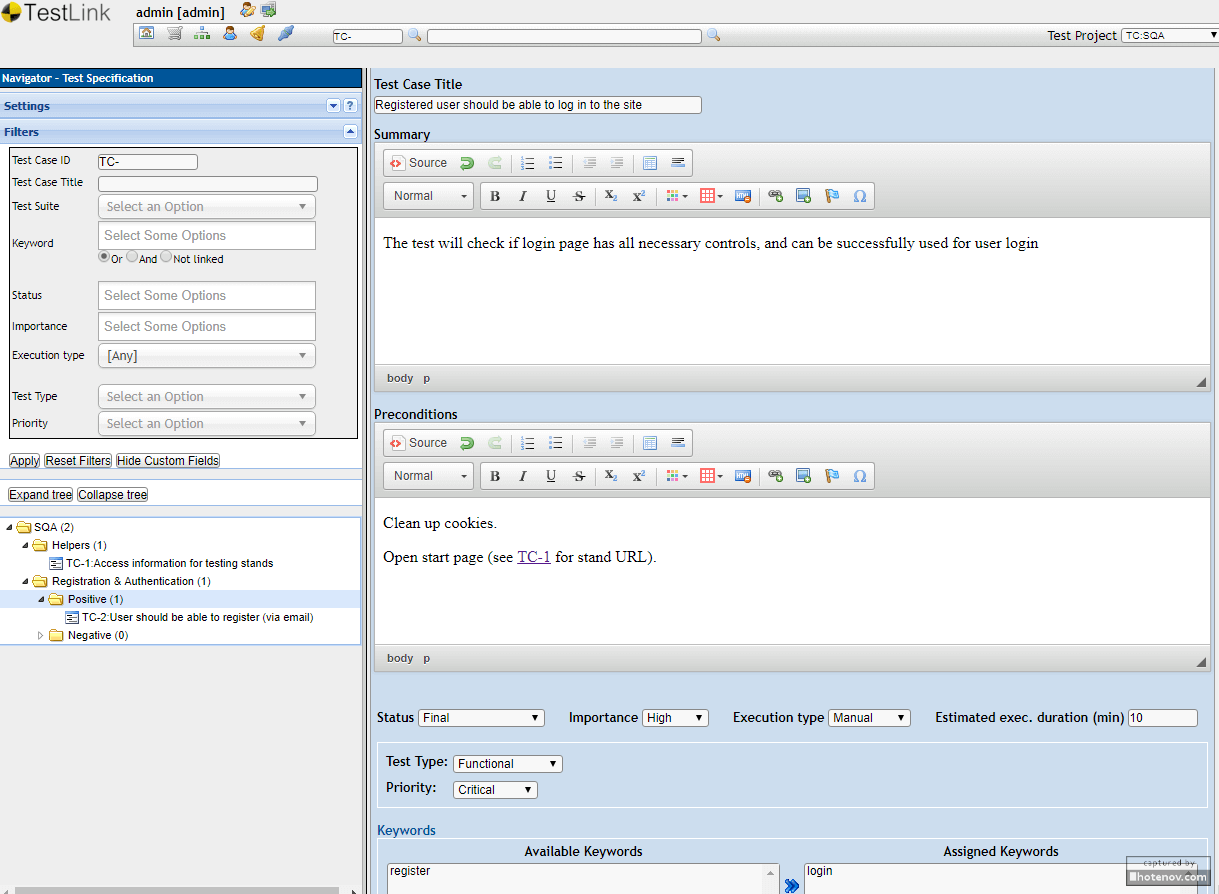 TestLink
admin [admin]
TC-
Test Project TC:SQA
Navigator - Test Specification
Settings
?
Filters
Test Case ID TC-
Test Case Title
Test Suite Select an Option
Keyword Select Some Options
Or And Not linked
Status Select Some Options
Importance Select Some Options
Execution type [Any]
Test Type Select an Option
Priority Select an Option
Apply Reset Filters Hide Custom Fields
Expand tree Collapse tree
SQA (2)
Helpers (1)
TC-1:Access information for testing stands
Registration & Authentication (1)
Positive (1)
TC-2:User should be able to register (via email)
Negative (0)
Test Case Title
Registered user should be able to log in to the site
Summary
Source
Normal B I U S X2 x2 Ω
The test will check if login page has all necessary controls, and can be successfully used for user login
body p
Preconditions
Source
Normal B I U S X2 x2 Ω
Clean up cookies.
Open start page (see TC-1 for stand URL).
body p
Status Final Importance High Execution type Manual Estimated exec. duration (min) 10
Test Type: Functional
Priority: Critical
Keywords
Available Keywords Assigned Keywords
register login
captured by
hotenov.com